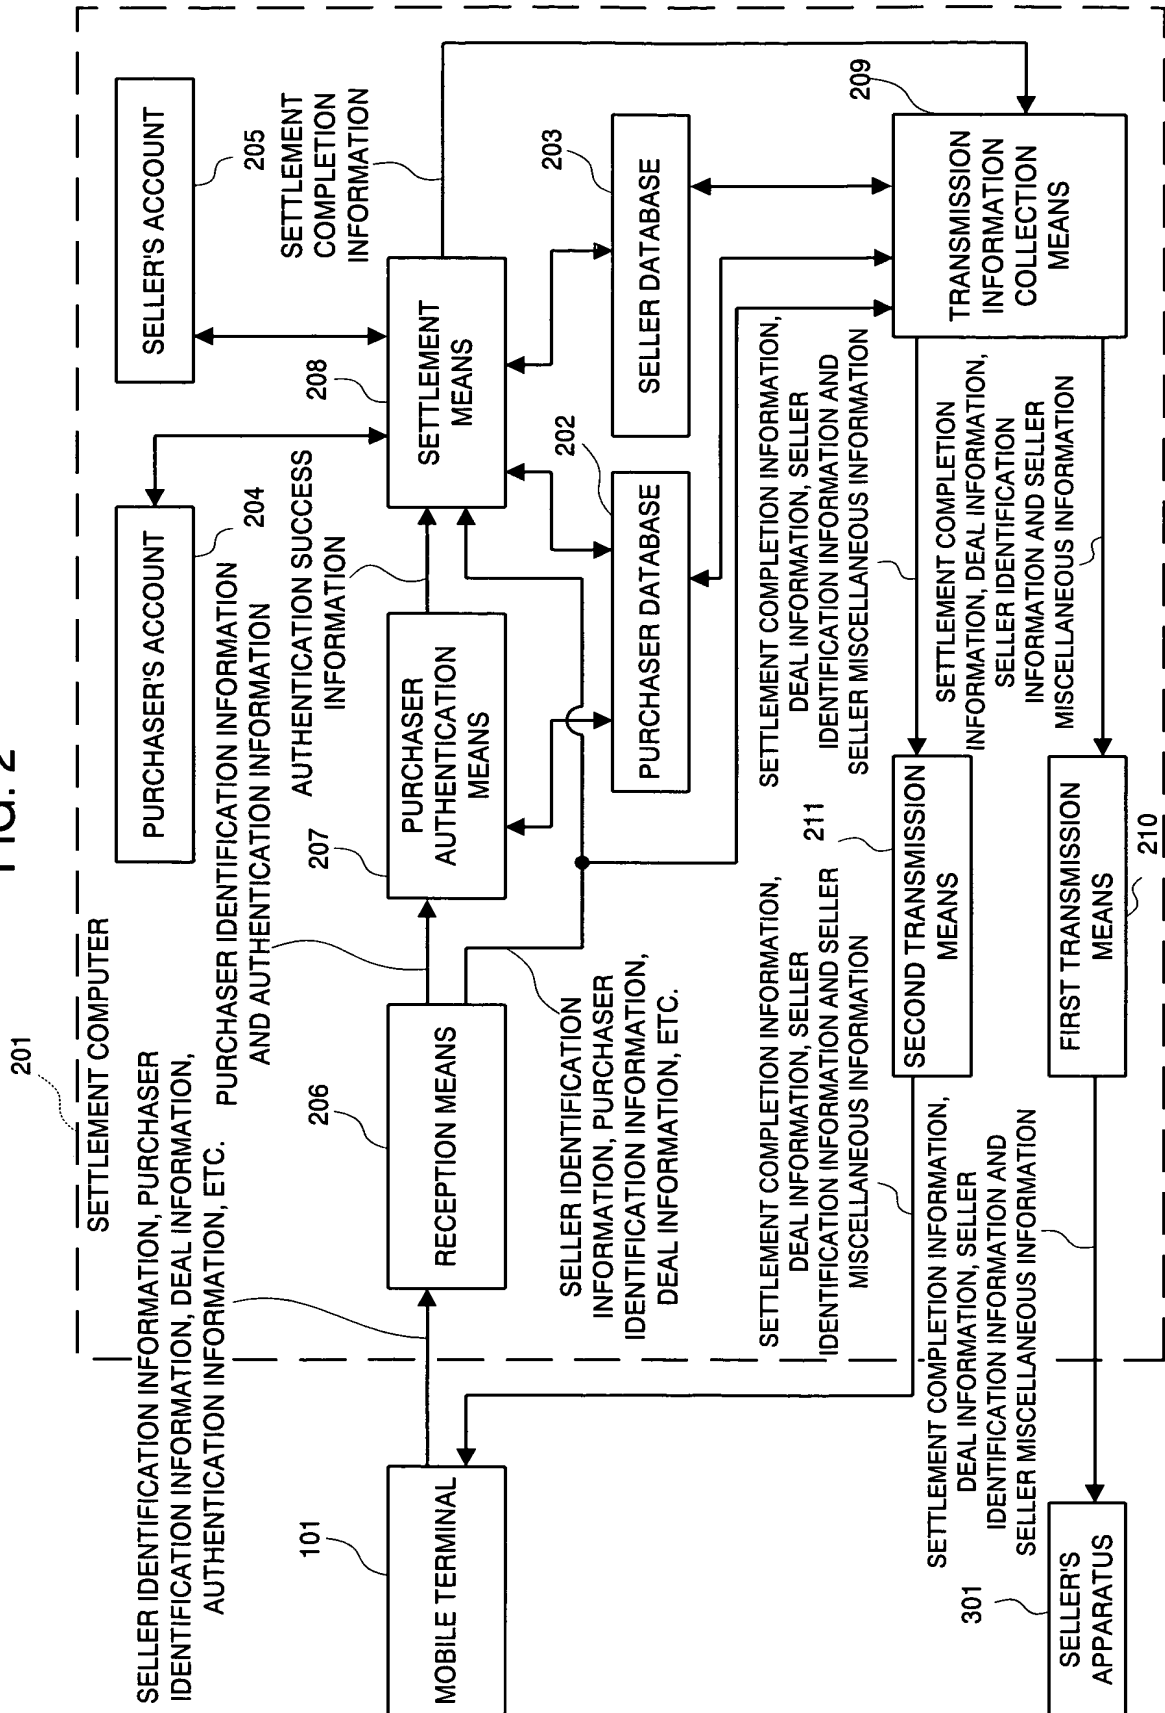 FIG. 2
201
SETTLEMENT COMPUTER
SELLER IDENTIFICATION INFORMATION, PURCHASER
IDENTIFICATION INFORMATION, DEAL INFORMATION,
AUTHENTICATION INFORMATION, ETC.
101
MOBILE TERMINAL
206
RECEPTION MEANS
PURCHASER IDENTIFICATION INFORMATION
AND AUTHENTICATION INFORMATION
207
PURCHASER
AUTHENTICATION
MEANS
AUTHENTICATION SUCCESS
INFORMATION
PURCHASER'S ACCOUNT
204
SELLER'S ACCOUNT
205
208
SETTLEMENT
MEANS
SETTLEMENT
COMPLETION
INFORMATION
SELLER IDENTIFICATION
INFORMATION, PURCHASER
IDENTIFICATION INFORMATION,
DEAL INFORMATION, ETC.
202
PURCHASER DATABASE
203
SELLER DATABASE
209
TRANSMISSION
INFORMATION
COLLECTION
MEANS
SETTLEMENT COMPLETION INFORMATION,
DEAL INFORMATION, SELLER
IDENTIFICATION INFORMATION AND
SELLER MISCELLANEOUS INFORMATION
SETTLEMENT COMPLETION
INFORMATION, DEAL INFORMATION,
SELLER IDENTIFICATION
INFORMATION AND SELLER
MISCELLANEOUS INFORMATION
211
SECOND TRANSMISSION
MEANS
FIRST TRANSMISSION
MEANS
210
SETTLEMENT COMPLETION INFORMATION,
DEAL INFORMATION, SELLER
IDENTIFICATION INFORMATION AND SELLER
MISCELLANEOUS INFORMATION
SETTLEMENT COMPLETION INFORMATION,
DEAL INFORMATION, SELLER
IDENTIFICATION INFORMATION AND
SELLER MISCELLANEOUS INFORMATION
301
SELLER'S
APPARATUS